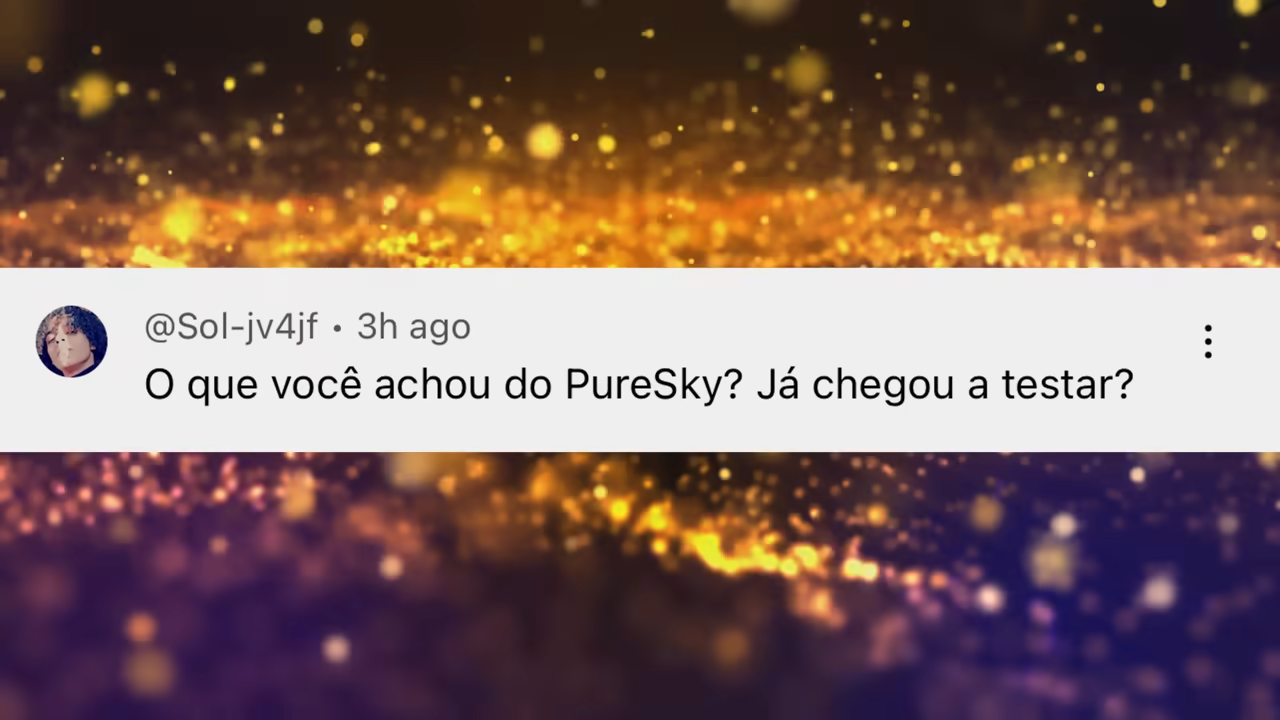 @Sol-jv4jf • 3h ago
O que você achou do PureSky? Já chegou a testar?